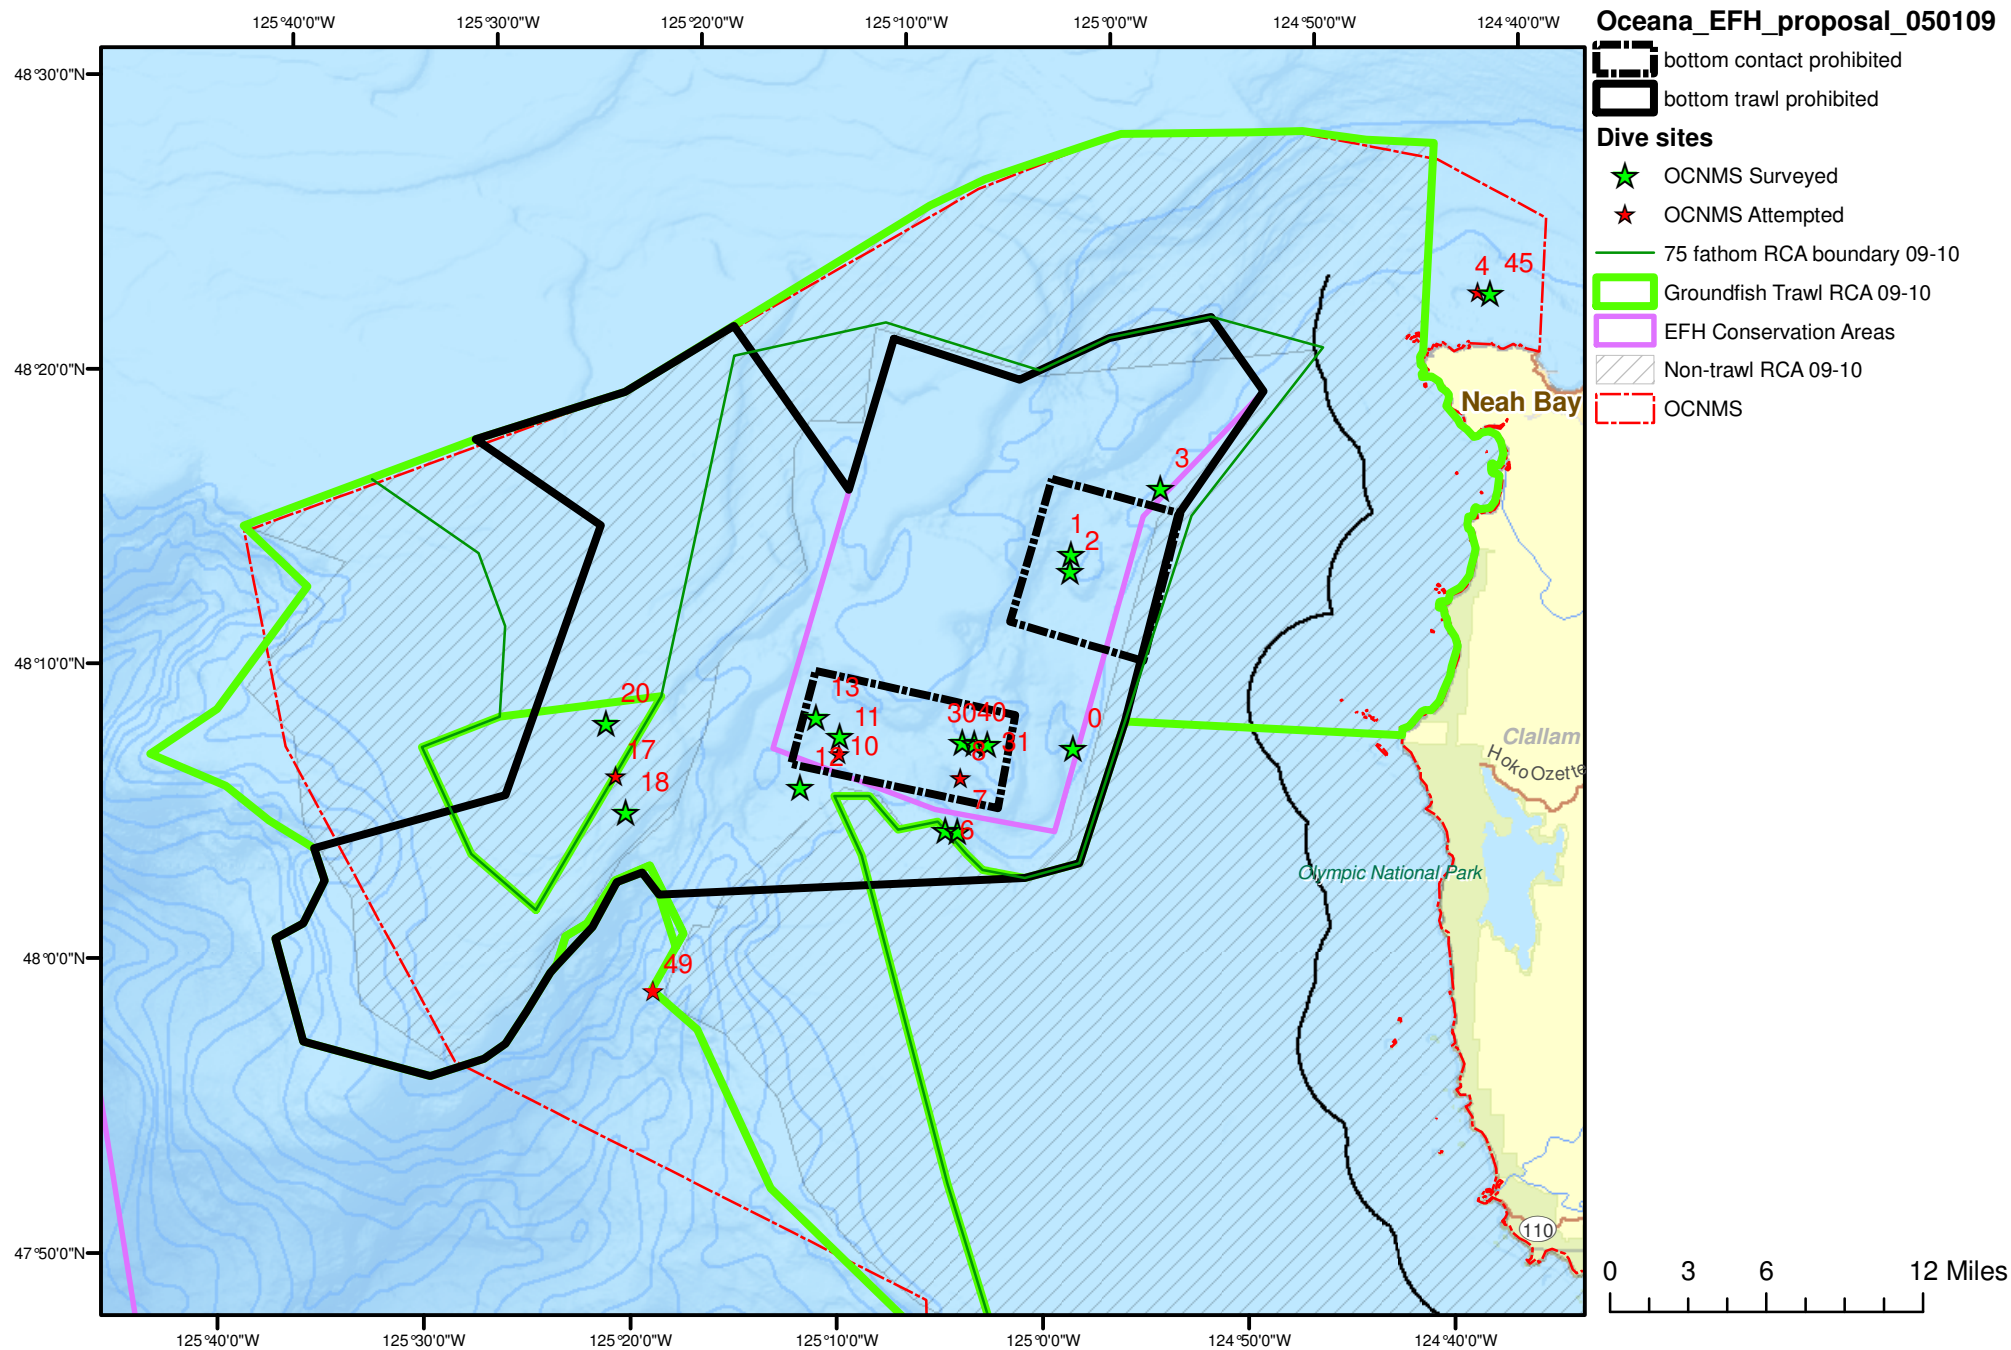 125°40'0"W 125°30'0"W 125°20'0"W 125°10'0"W 125°0'0"W 124°50'0"W 124°40'0"W
Oceana_EFH_proposal_050109
bottom contact prohibited
bottom trawl prohibited
Dive sites
OCNMS Surveyed
OCNMS Attempted
75 fathom RCA boundary 09-10
Groundfish Trawl RCA 09-10
EFH Conservation Areas
Non-trawl RCA 09-10
OCNMS
48°30'0"N
48°20'0"N
48°10'0"N
48°0'0"N
47°50'0"N
4 45
Neah Bay
3
1
2
20
13
11
30 40
0
17
12 10
8 31
18
7
6
49
Clallam
Hoko Ozette
Olympic National Park
110
0 3 6 12 Miles
125°40'0"W 125°30'0"W 125°20'0"W 125°10'0"W 125°0'0"W 124°50'0"W 124°40'0"W